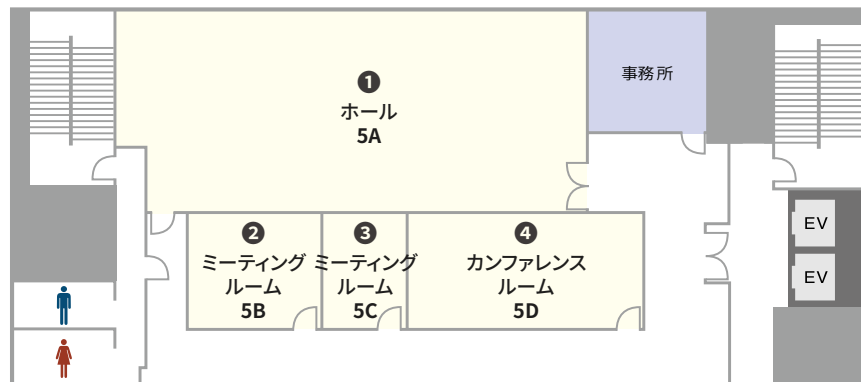 ❶
ホール
5A
事務所
❷
ミーティング
ルーム
5B
❸
ミーティング
ルーム
5C
❹
カンファレンス
ルーム
5D
EV
EV